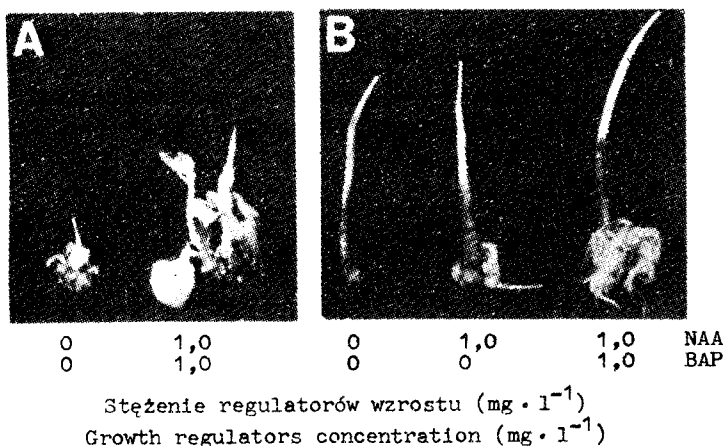 A B
0 1,0 0 1,0 1,0 NAA
0 1,0 0 0 1,0 BAP
Stężenie regulatorów wzrostu (mg · l⁻¹)
Growth regulators concentration (mg · l⁻¹)